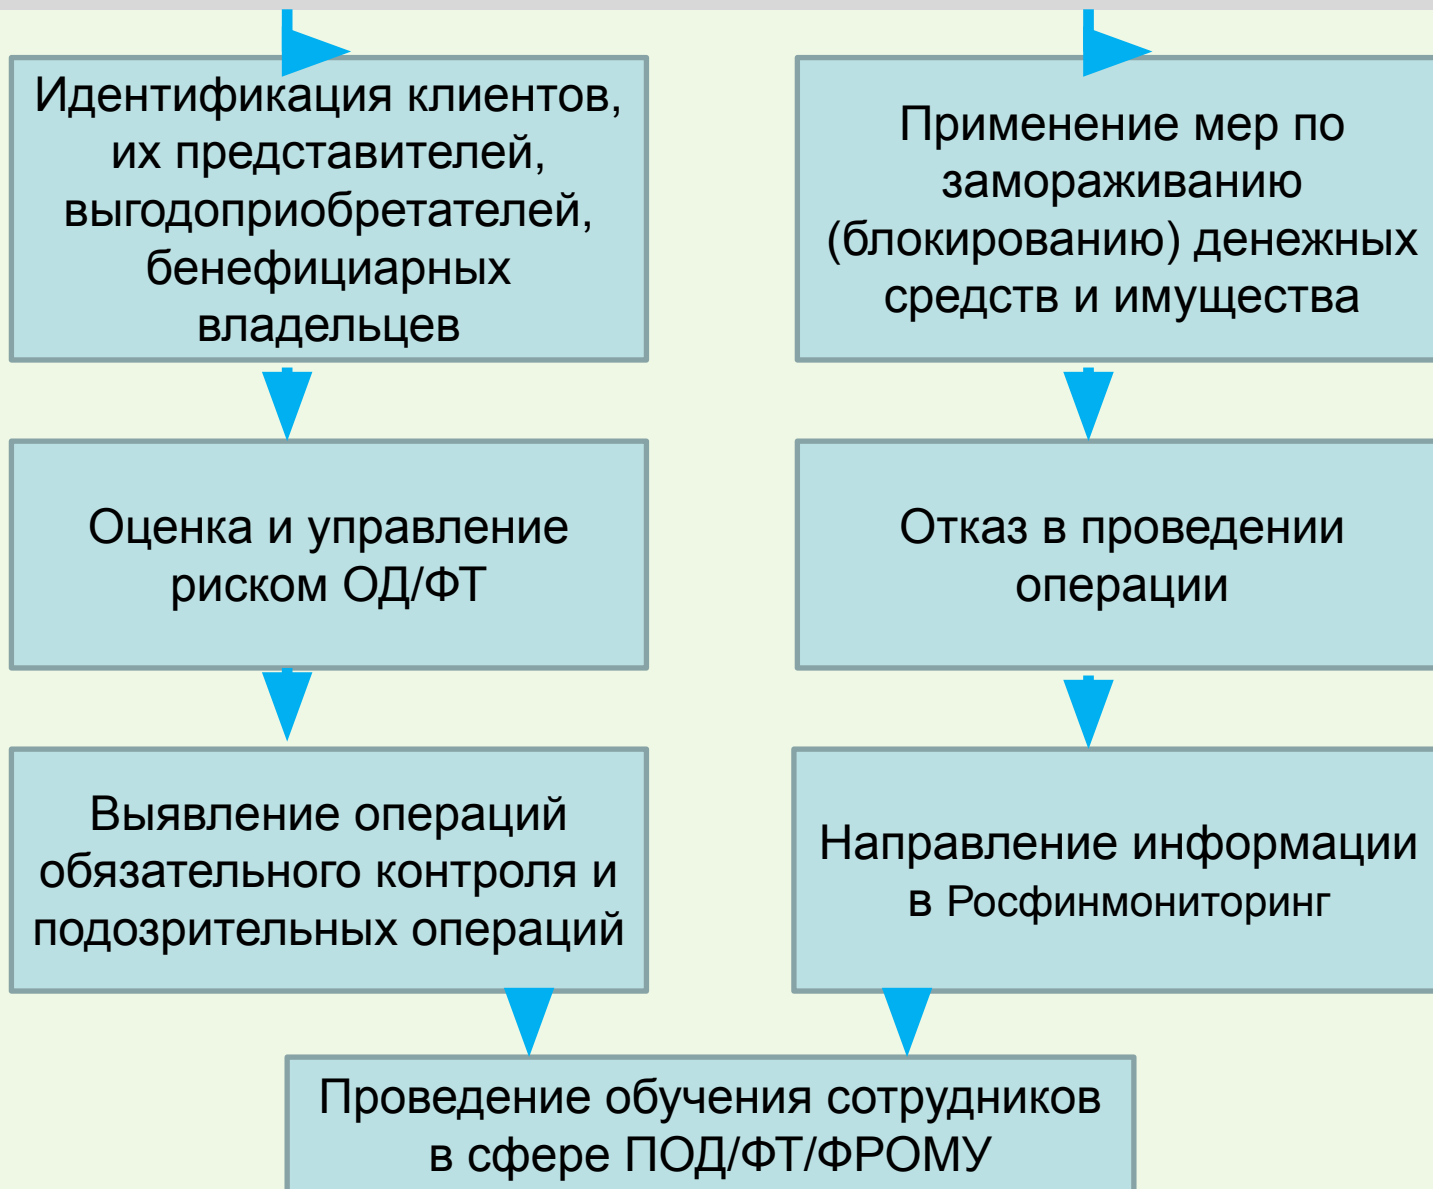 Идентификация клиентов,
их представителей,
выгодоприобретателей,
бенефициарных
владельцев
Применение мер по
замораживанию
(блокированию) денежных
средств и имущества
Оценка и управление
риском ОД/ФТ
Отказ в проведении
операции
Выявление операций
обязательного контроля и
подозрительных операций
Направление информации
в Росфинмониторинг
Проведение обучения сотрудников
в сфере ПОД/ФТ/ФРОМУ